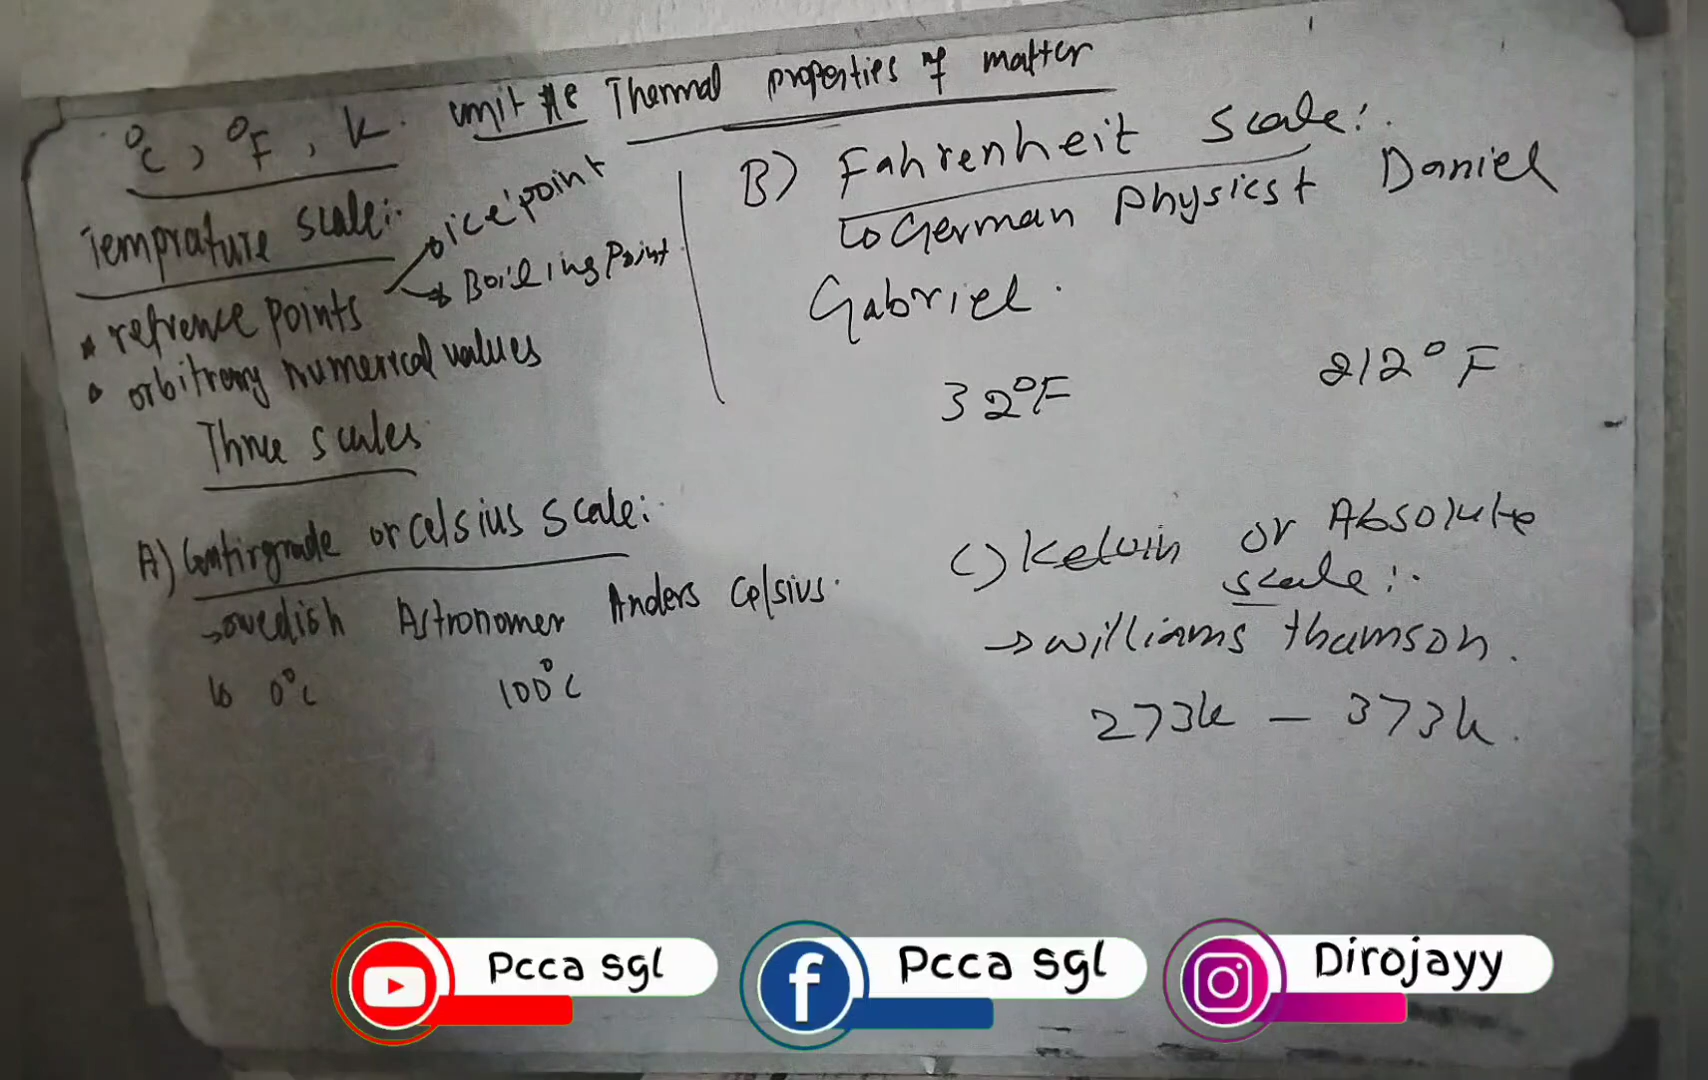 °C, °F, K. unit #8 Thermal properties of matter
Temprature scale:.
ice point
Boiling Point
* refrence points
orbitrary numerical values
Three scales
A) Centirgrade or celsius scale:.
→swedish Astronomer Anders Celsius.
0°C 100°C
B) Fahrenheit scale:.
German Physicst Daniel
Gabriel.
32°F 212°F
C) Kelvin or Absolute
scale:.
→williams thamson.
273k – 373k.
Pcca sgl
Pcca sgl
Dirojayy